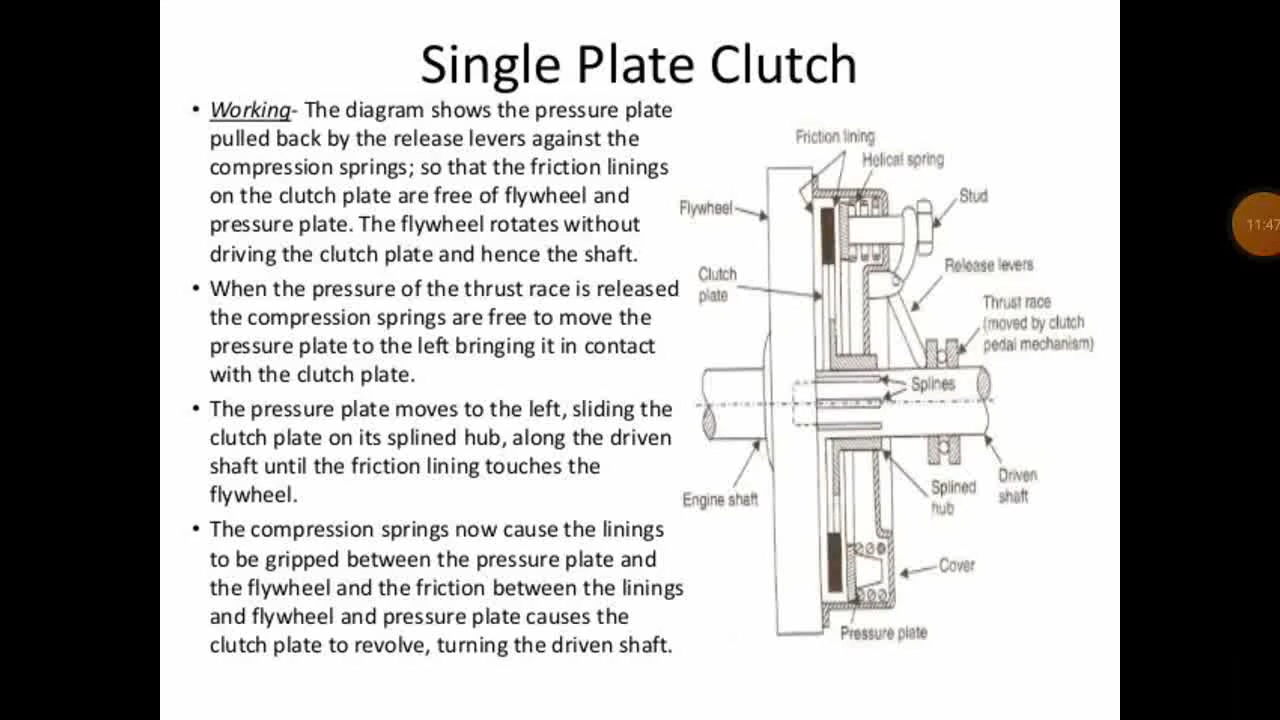 Single Plate Clutch
• Working- The diagram shows the pressure plate
pulled back by the release levers against the
compression springs; so that the friction linings
on the clutch plate are free of flywheel and
pressure plate. The flywheel rotates without
driving the clutch plate and hence the shaft.
• When the pressure of the thrust race is released
the compression springs are free to move the
pressure plate to the left bringing it in contact
with the clutch plate.
• The pressure plate moves to the left, sliding the
clutch plate on its splined hub, along the driven
shaft until the friction lining touches the
flywheel.
• The compression springs now cause the linings
to be gripped between the pressure plate and
the flywheel and the friction between the linings
and flywheel and pressure plate causes the
clutch plate to revolve, turning the driven shaft.
Friction lining
Helical spring
Stud
Flywheel
Release levers
Clutch
plate
Thrust race
(moved by clutch
pedal mechanism)
Splines
Engine shaft
Splined
hub
Driven
shaft
Cover
Pressure plate
11:47